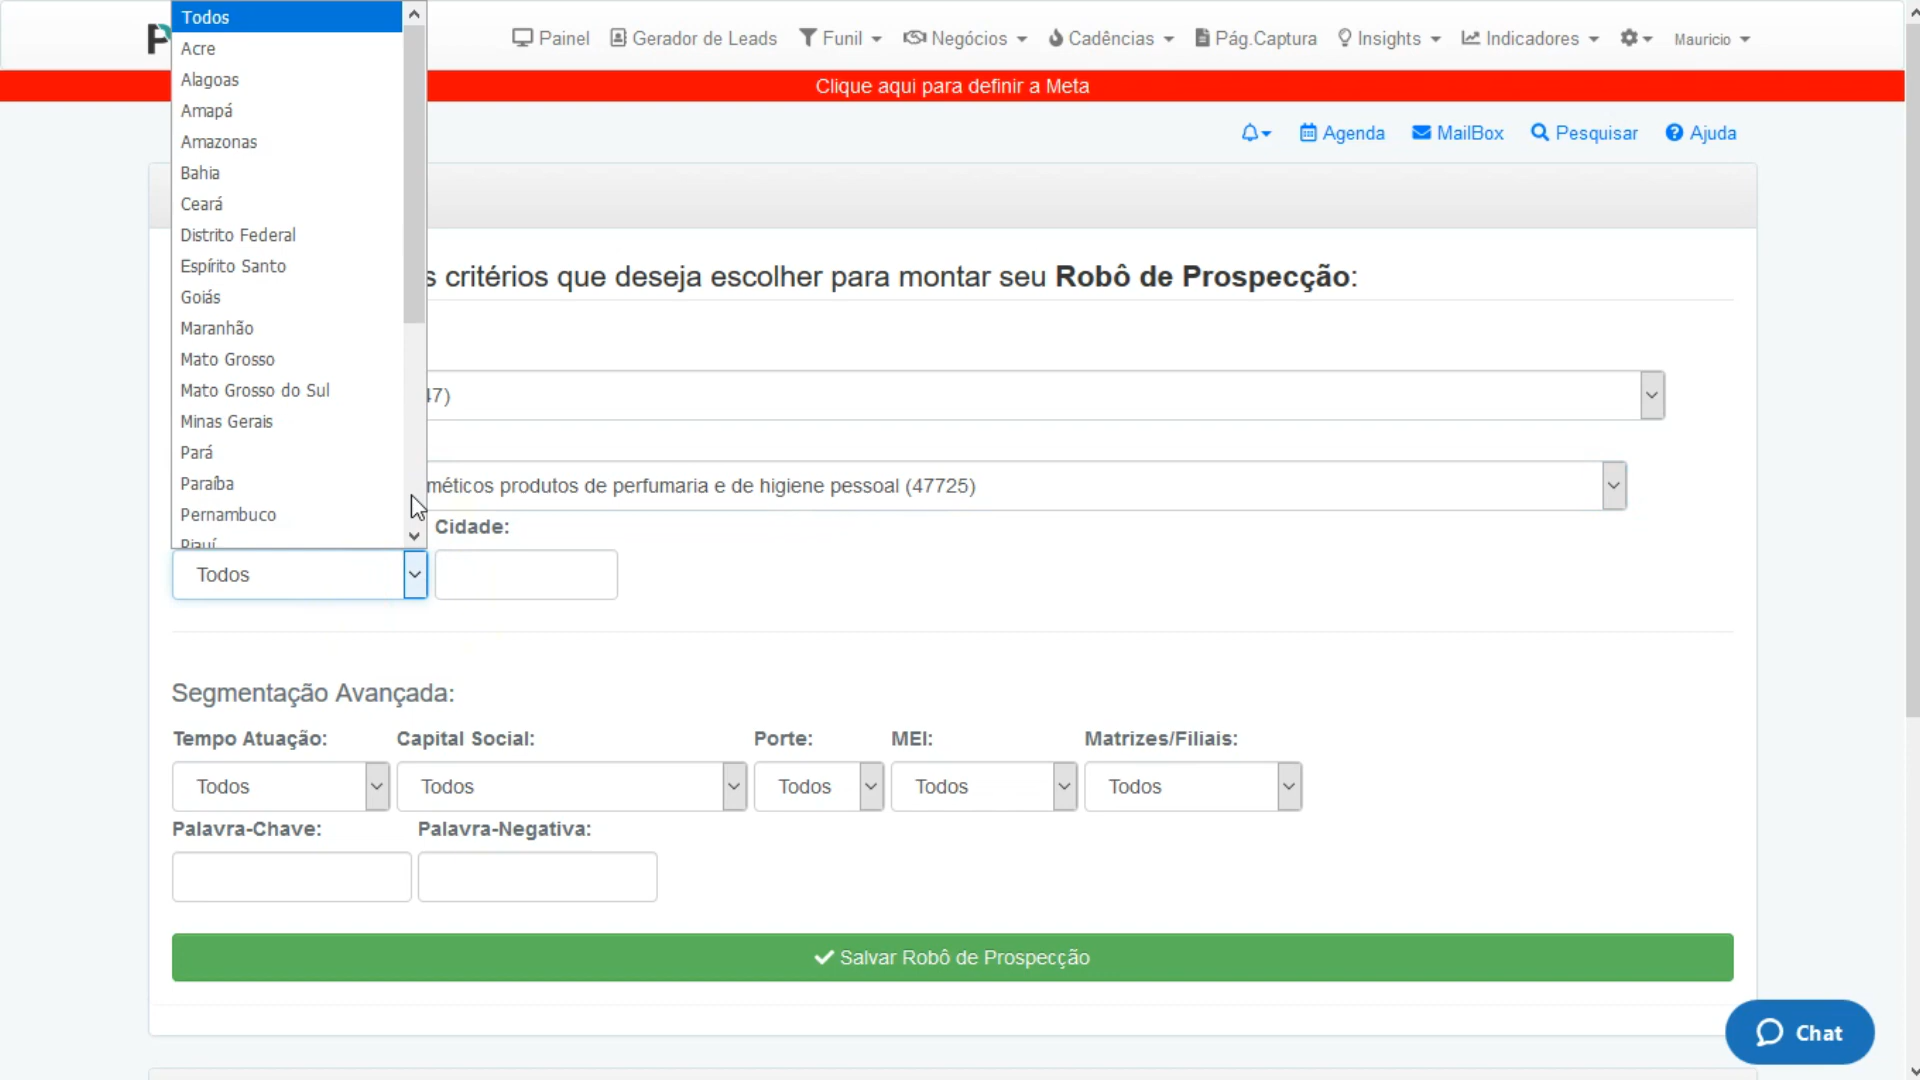 Painel Gerador de Leads Funil Negócios Cadências Pág.Captura Insights Indicadores Mauricio
Clique aqui para definir a Meta
Agenda MailBox Pesquisar Ajuda
Todos
Acre
Alagoas
Amapá
Amazonas
Bahia
Ceará
Distrito Federal
Espírito Santo
Goiás
Maranhão
Mato Grosso
Mato Grosso do Sul
Minas Gerais
Pará
Paraíba
Pernambuco
Piauí
s critérios que deseja escolher para montar seu Robô de Prospecção:
47)
méticos produtos de perfumaria e de higiene pessoal (47725)
Cidade:
Todos
Segmentação Avançada:
Tempo Atuação: Capital Social: Porte: MEI: Matrizes/Filiais:
Todos Todos Todos Todos Todos
Palavra-Chave: Palavra-Negativa:
Salvar Robô de Prospecção
Chat